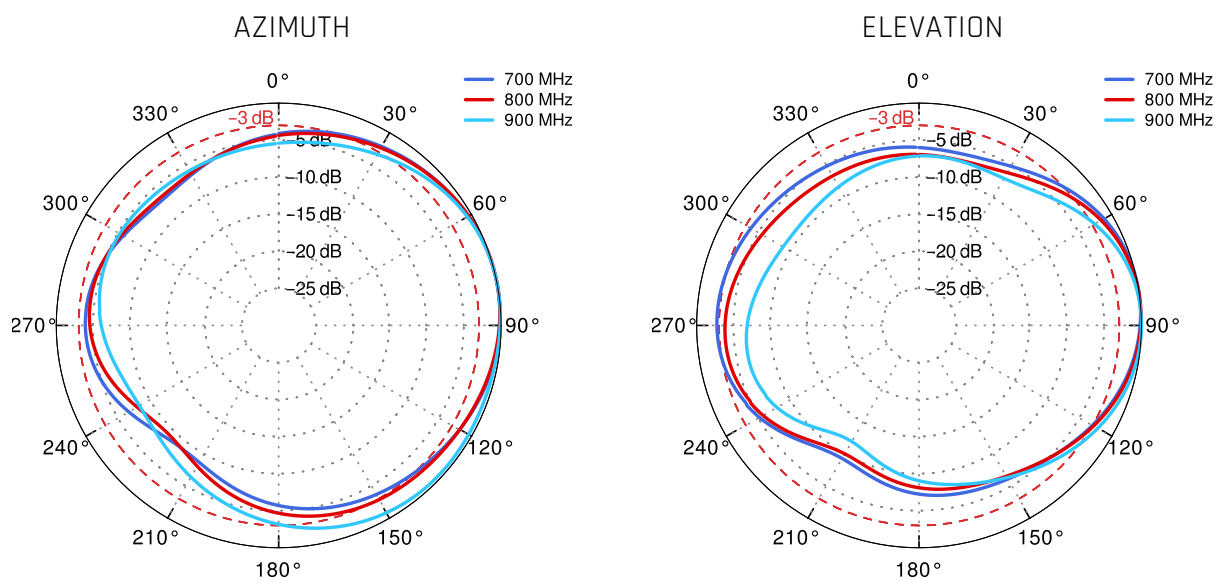 AZIMUTH
0°
700 MHz
800 MHz
900 MHz
330°
30°
−3 dB
−5 dB
−10 dB
−15 dB
−20 dB
−25 dB
300°
60°
270°
90°
240°
120°
210°
150°
180°
ELEVATION
0°
700 MHz
800 MHz
900 MHz
330°
30°
−3 dB
−5 dB
−10 dB
−15 dB
−20 dB
−25 dB
300°
60°
270°
90°
240°
120°
210°
150°
180°